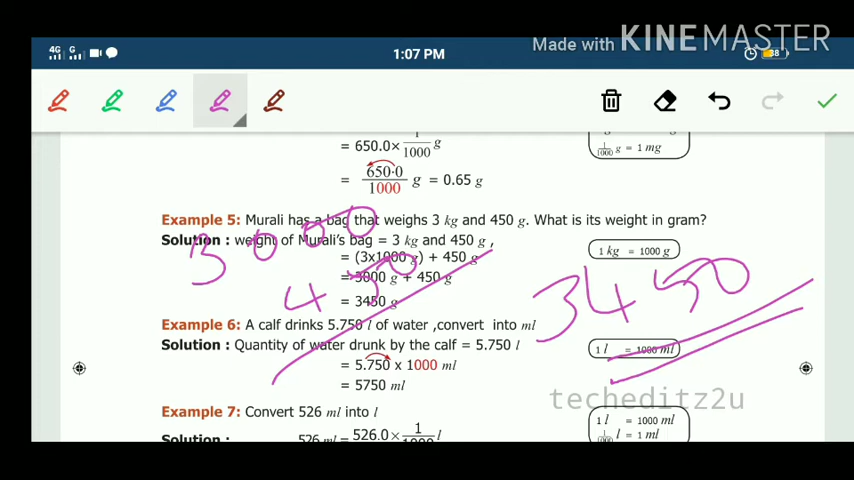 Made with KINEMASTER
4G G 1:07 PM 38
= 650.0× 1/1000 g
1/1000 g = 1 mg
= 650·0/1000 g = 0.65 g
Example 5: Murali has a bag that weighs 3 kg and 450 g. What is its weight in gram?
Solution : weight of Murali's bag = 3 kg and 450 g ,
1 kg = 1000 g
= (3x1000 g) + 450 g
= 3000 g + 450 g
= 3450 g
3000
450
3450
Example 6: A calf drinks 5.750 l of water ,convert into ml
Solution : Quantity of water drunk by the calf = 5.750 l
1 l = 1000 ml
= 5.750 x 1000 ml
= 5750 ml
techeditz2u
Example 7: Convert 526 ml into l
1 l = 1000 ml
1/1000 l = 1 ml
Solution : 526 ml = 526.0× 1/1000 l